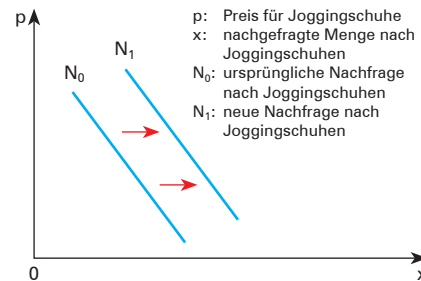 p
N₀
N₁
p: Preis für Joggingschuhe
x: nachgefragte Menge nach
Joggingschuhen
N₀: ursprüngliche Nachfrage
nach Joggingschuhen
N₁: neue Nachfrage nach
Joggingschuhen
0
x